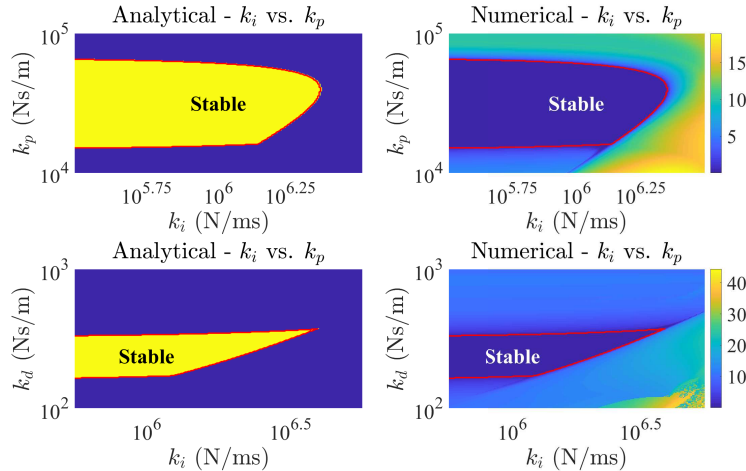 Analytical - k_i vs. k_p
10^5
k_p (Ns/m)
Stable
10^4
10^5.75 10^6 10^6.25
k_i (N/ms)
Numerical - k_i vs. k_p
10^5
k_p (Ns/m)
Stable
10^4
10^5.75 10^6 10^6.25
k_i (N/ms)
15
10
5
Analytical - k_i vs. k_p
10^3
k_d (Ns/m)
Stable
10^2
10^6 10^6.5
k_i (N/ms)
Numerical - k_i vs. k_p
10^3
k_d (Ns/m)
Stable
10^2
10^6 10^6.5
k_i (N/ms)
40
30
20
10